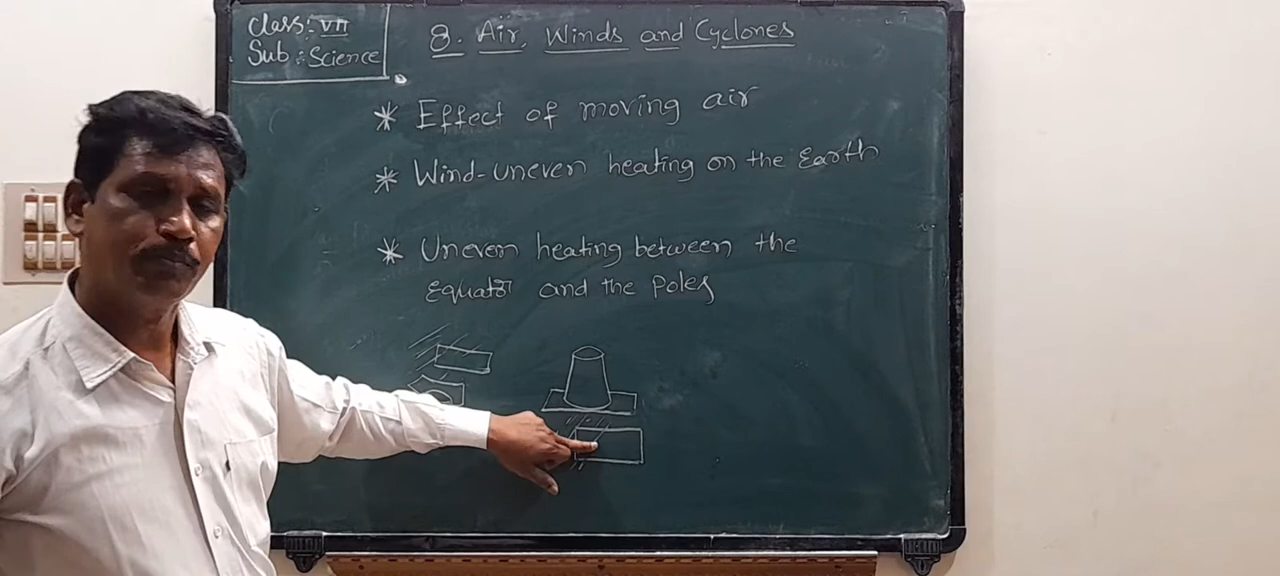 Class: VII
Sub: Science
8. Air, Winds and Cyclones
* Effect of moving air
* Wind-uneven heating on the Earth
* Uneven heating between the
Equator and the Poles